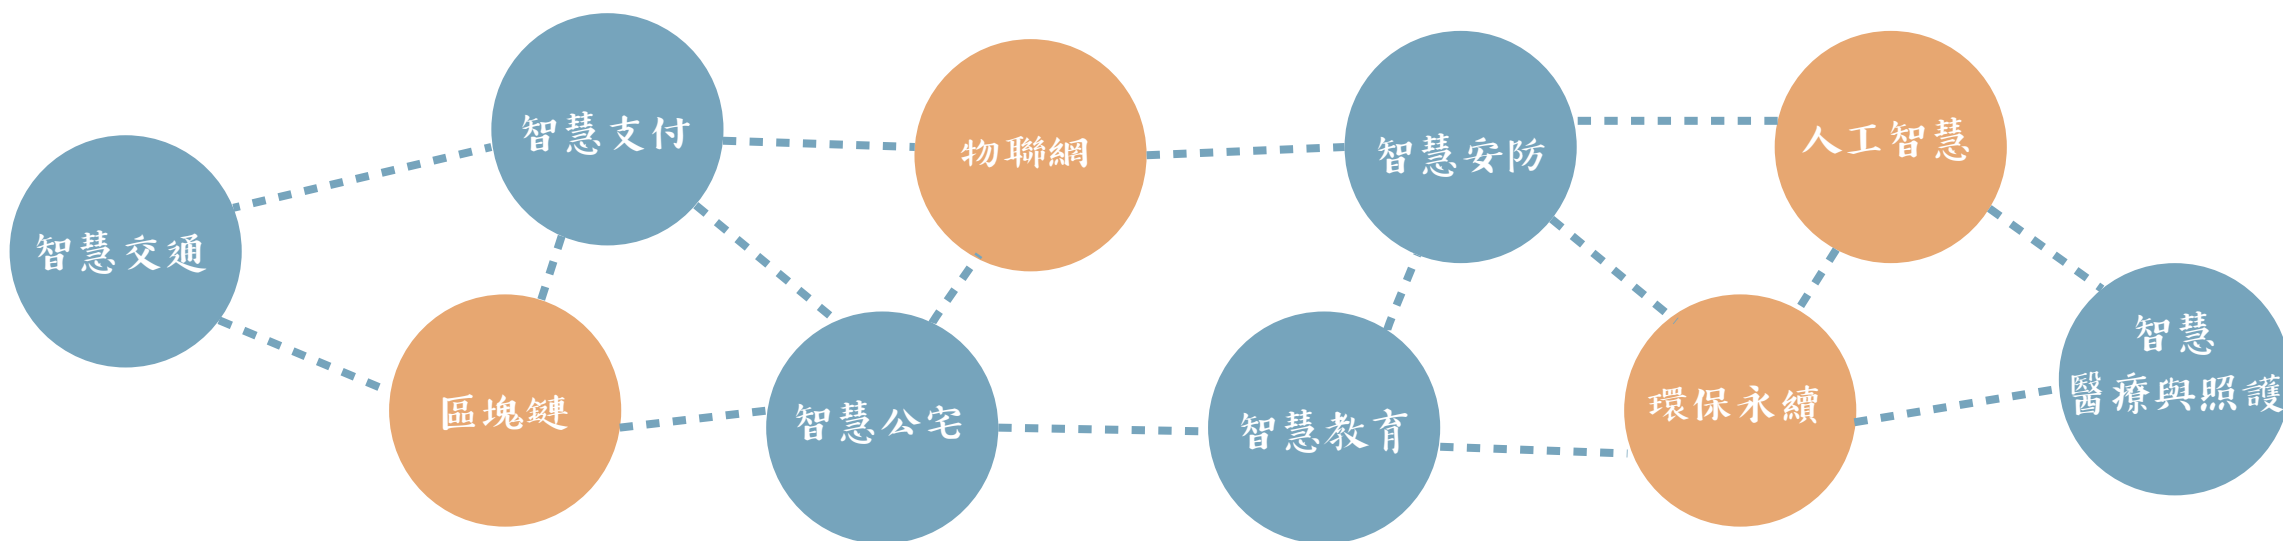 智慧交通
智慧支付
區塊鏈
物聯網
智慧公宅
智慧安防
智慧教育
人工智慧
環保永續
智慧
醫療與照護